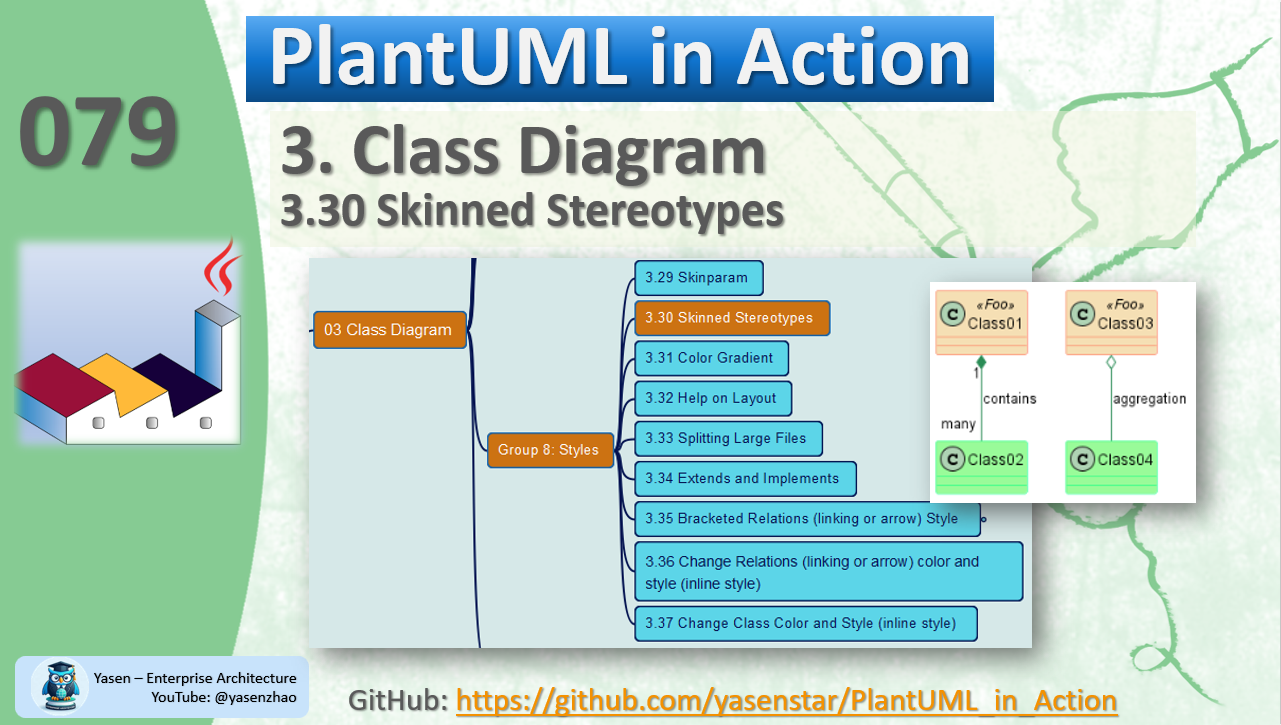 PlantUML in Action
079
3. Class Diagram
3.30 Skinned Stereotypes
03 Class Diagram
Group 8: Styles
3.29 Skinparam
3.30 Skinned Stereotypes
3.31 Color Gradient
3.32 Help on Layout
3.33 Splitting Large Files
3.34 Extends and Implements
3.35 Bracketed Relations (linking or arrow) Style
3.36 Change Relations (linking or arrow) color and
style (inline style)
3.37 Change Class Color and Style (inline style)
C «Foo»
Class01
C «Foo»
Class03
1
contains
aggregation
many
C Class02
C Class04
Yasen – Enterprise Architecture
YouTube: @yasenzhao
GitHub: https://github.com/yasenstar/PlantUML_in_Action